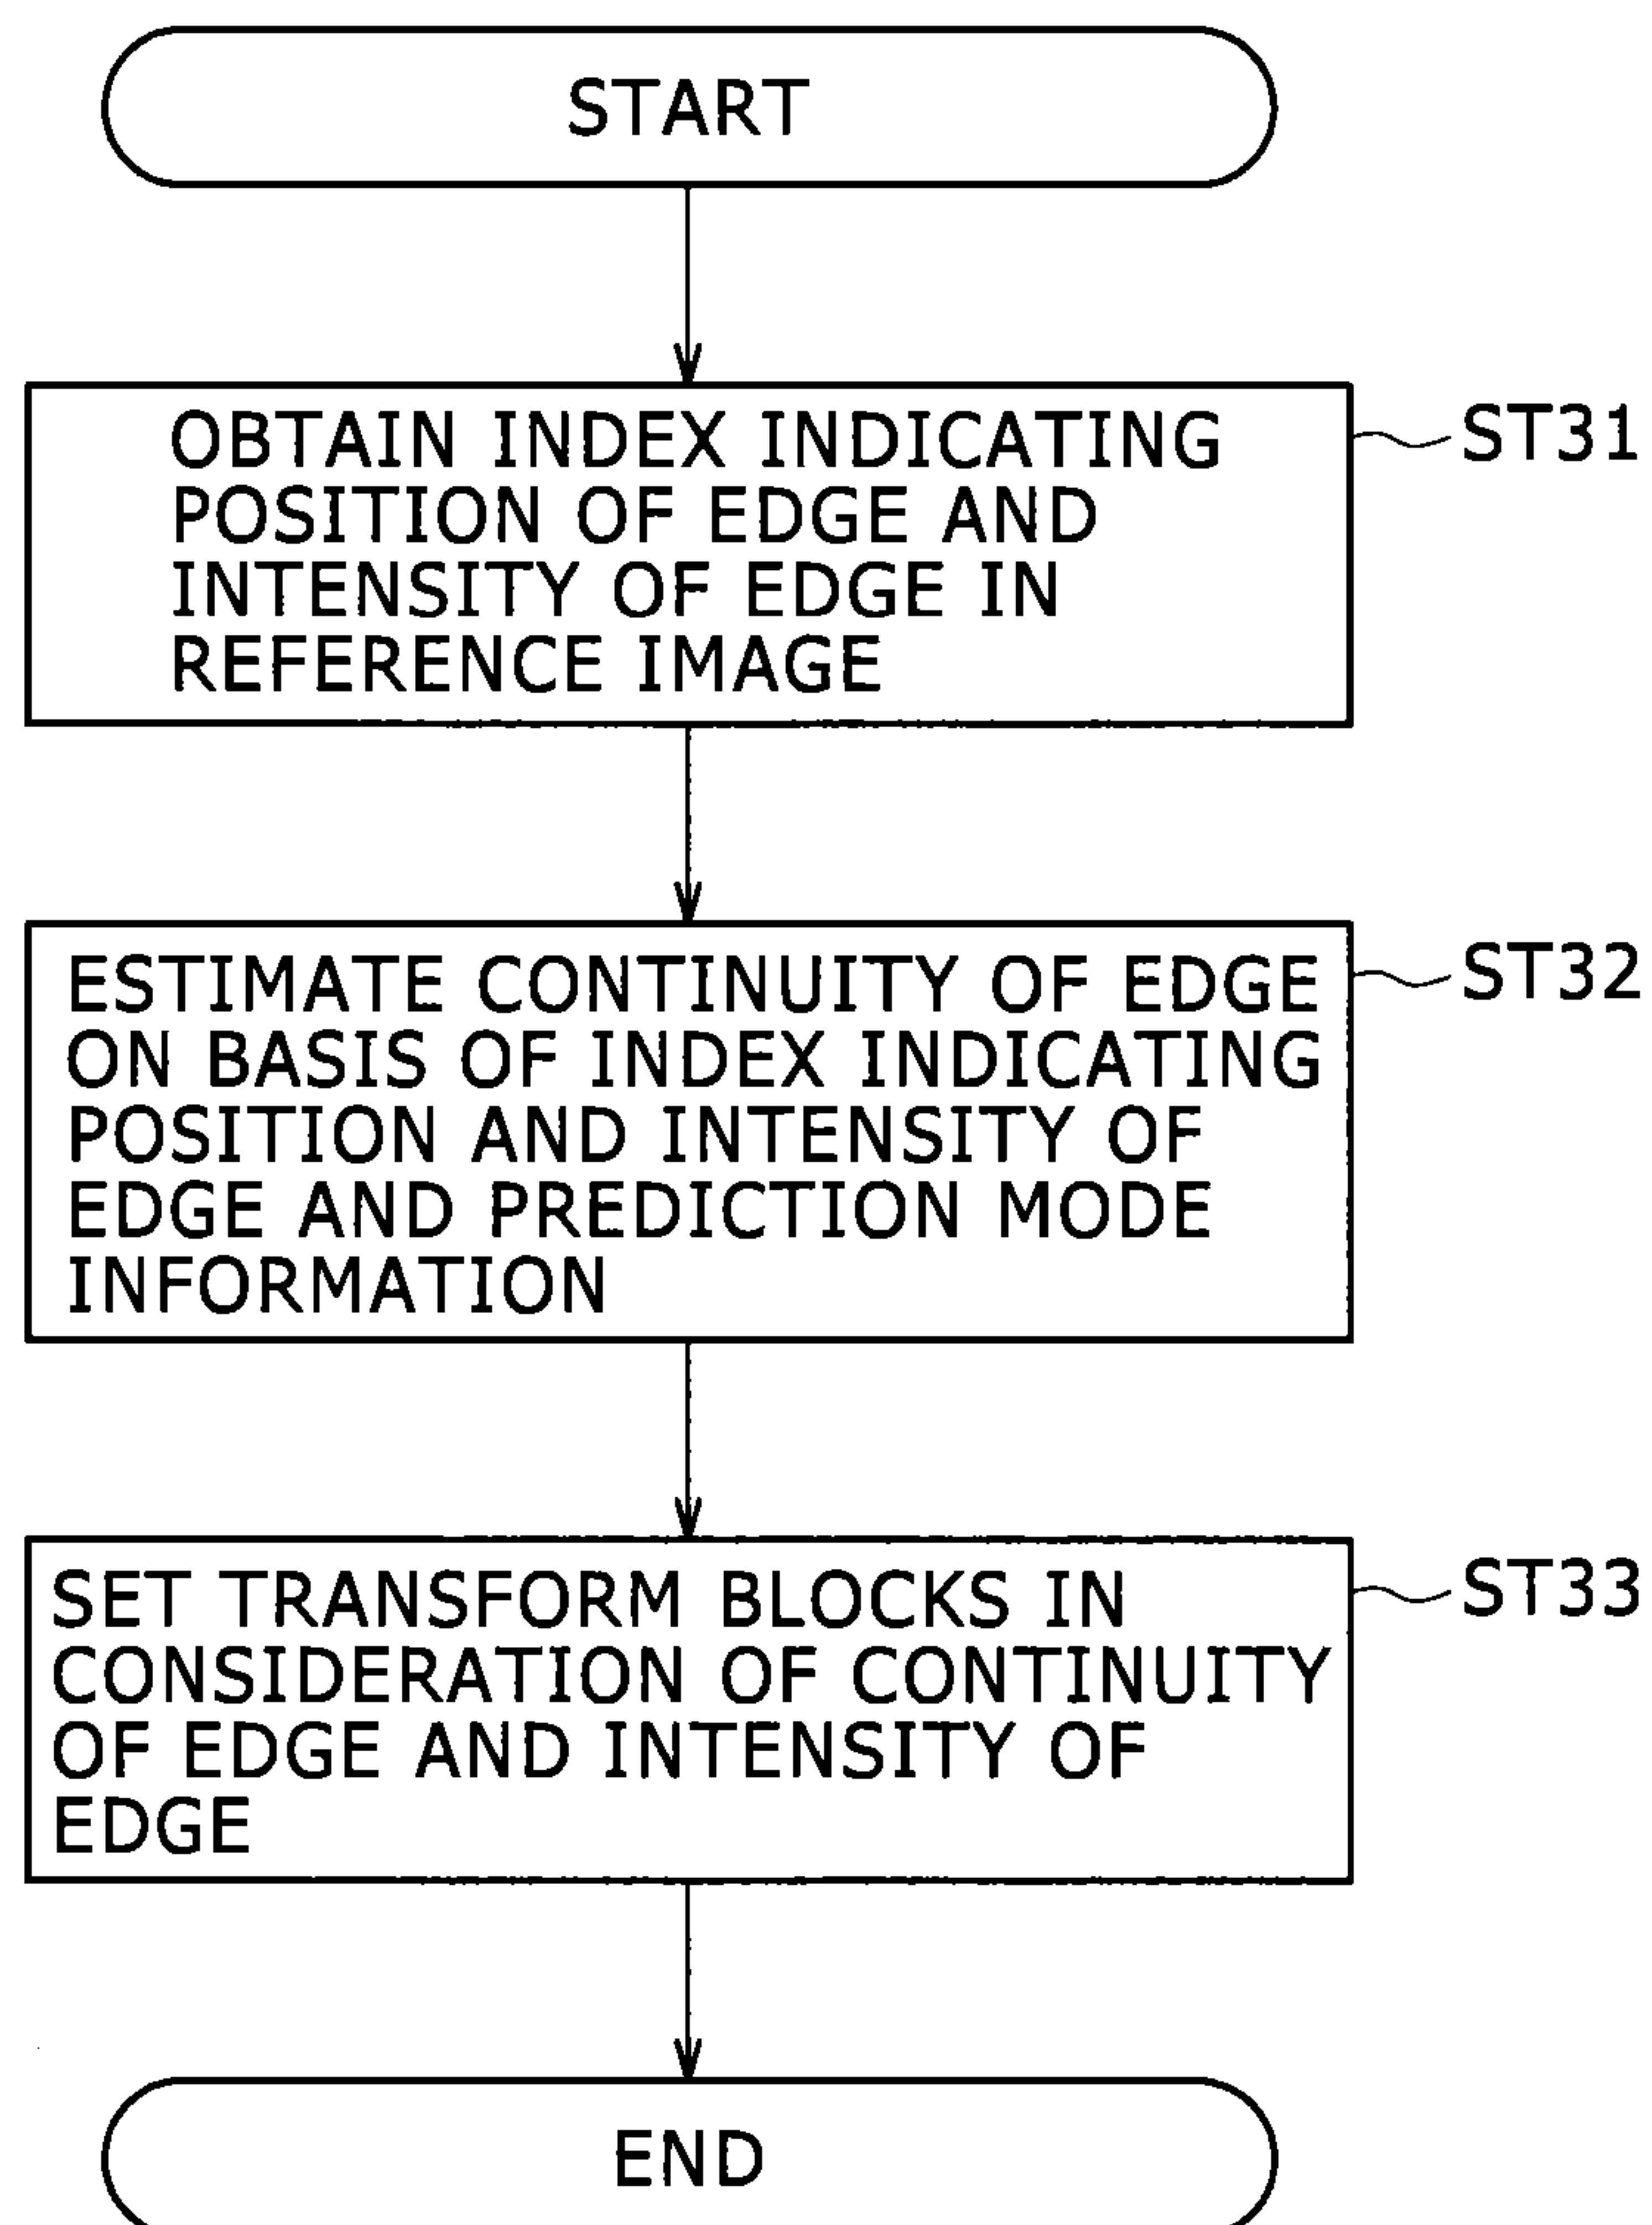 START
OBTAIN INDEX INDICATING
POSITION OF EDGE AND
INTENSITY OF EDGE IN
REFERENCE IMAGE
ST31
ESTIMATE CONTINUITY OF EDGE
ON BASIS OF INDEX INDICATING
POSITION AND INTENSITY OF
EDGE AND PREDICTION MODE
INFORMATION
ST32
SET TRANSFORM BLOCKS IN
CONSIDERATION OF CONTINUITY
OF EDGE AND INTENSITY OF
EDGE
ST33
END